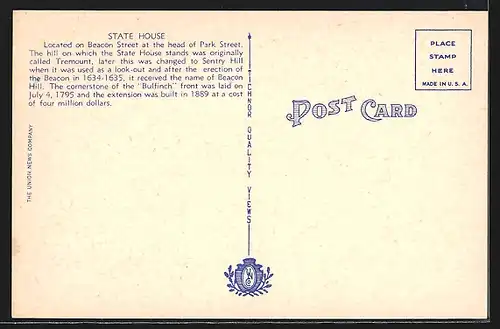 STATE HOUSE
Located on Beacon Street at the head of Park Street.
The hill on which the State House stands was originally
called Tremount, later this was changed to Sentry Hill
when it was used as a look-out and after the erection of
the Beacon in 1634-1635, it received the name of Beacon
Hill. The cornerstone of the "Bulfinch" front was laid on
July 4, 1795 and the extension was built in 1889 at a cost
of four million dollars.
THE UNION NEWS COMPANY
TICHNOR QUALITY VIEWS
POST CARD
PLACE
STAMP
HERE
MADE IN U.S.A.